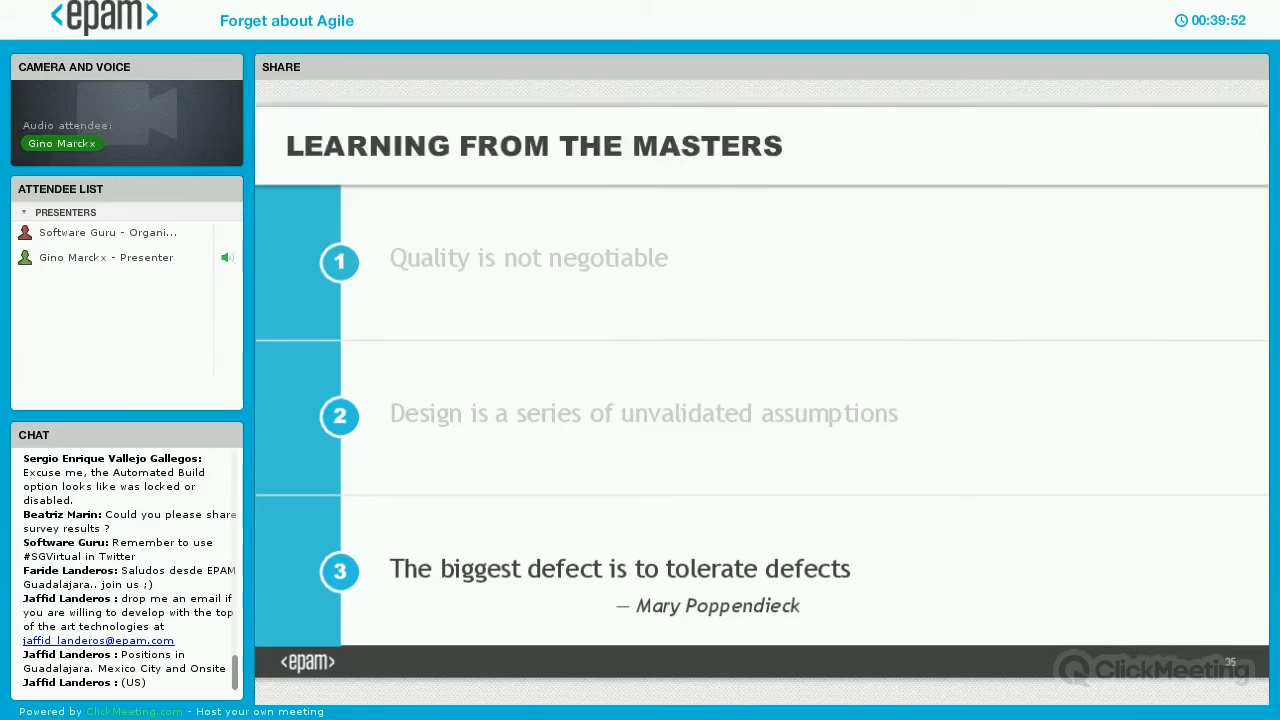 <epam>
Forget about Agile
00:39:52
CAMERA AND VOICE
Audio attendee:
Gino Marckx
ATTENDEE LIST
PRESENTERS
Software Guru - Organi...
Gino Marckx - Presenter
CHAT
Sergio Enrique Vallejo Gallegos:
Excuse me, the Automated Build
option looks like was locked or
disabled.
Beatriz Marin: Could you please share
survey results ?
Software Guru: Remember to use
#SGVirtual in Twitter
Faride Landeros: Saludos desde EPAM
Guadalajara.. join us ;)
Jaffid Landeros : drop me an email if
you are willing to develop with the top
of the art technologies at
jaffid_landeros@epam.com
Jaffid Landeros : Positions in
Guadalajara. Mexico City and Onsite
Jaffid Landeros : (US)
SHARE
LEARNING FROM THE MASTERS
1
Quality is not negotiable
2
Design is a series of unvalidated assumptions
3
The biggest defect is to tolerate defects
— Mary Poppendieck
<epam>
35
ClickMeeting
Powered by ClickMeeting.com - Host your own meeting